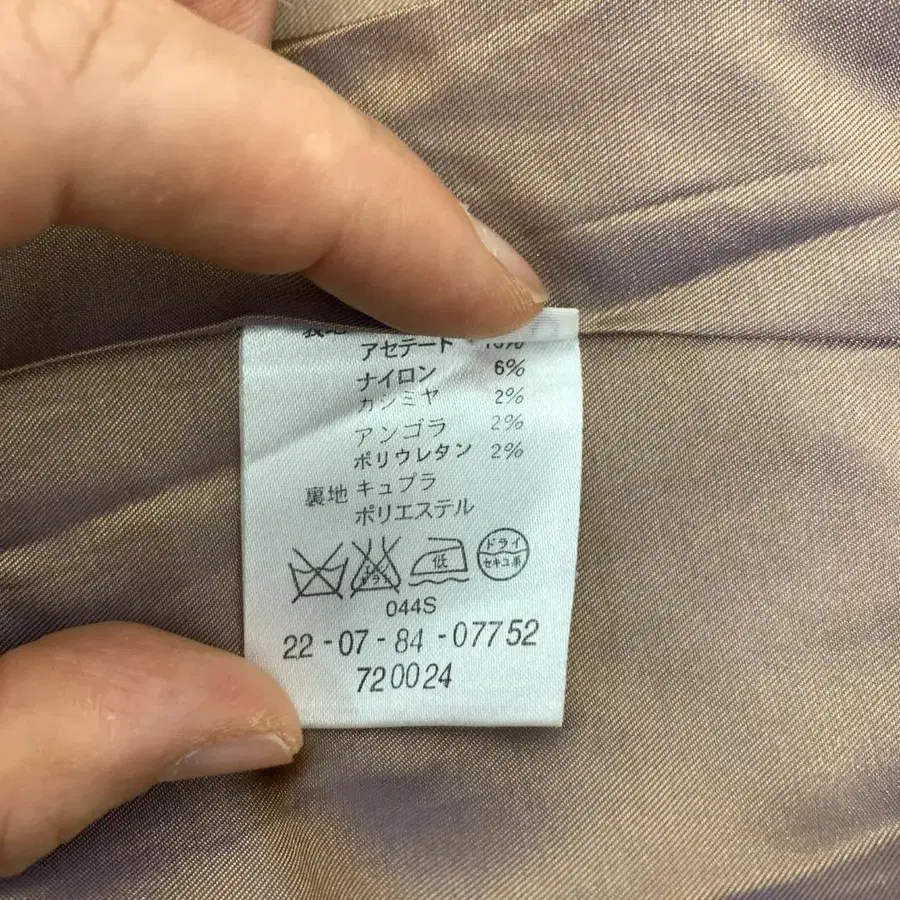 アセテート
ナイロン 6%
カシミヤ 2%
アンゴラ 2%
ポリウレタン 2%
裏地 キュプラ
ポリエステル
低 ドライ セキユ系
044S
22-07-84-07752
720024